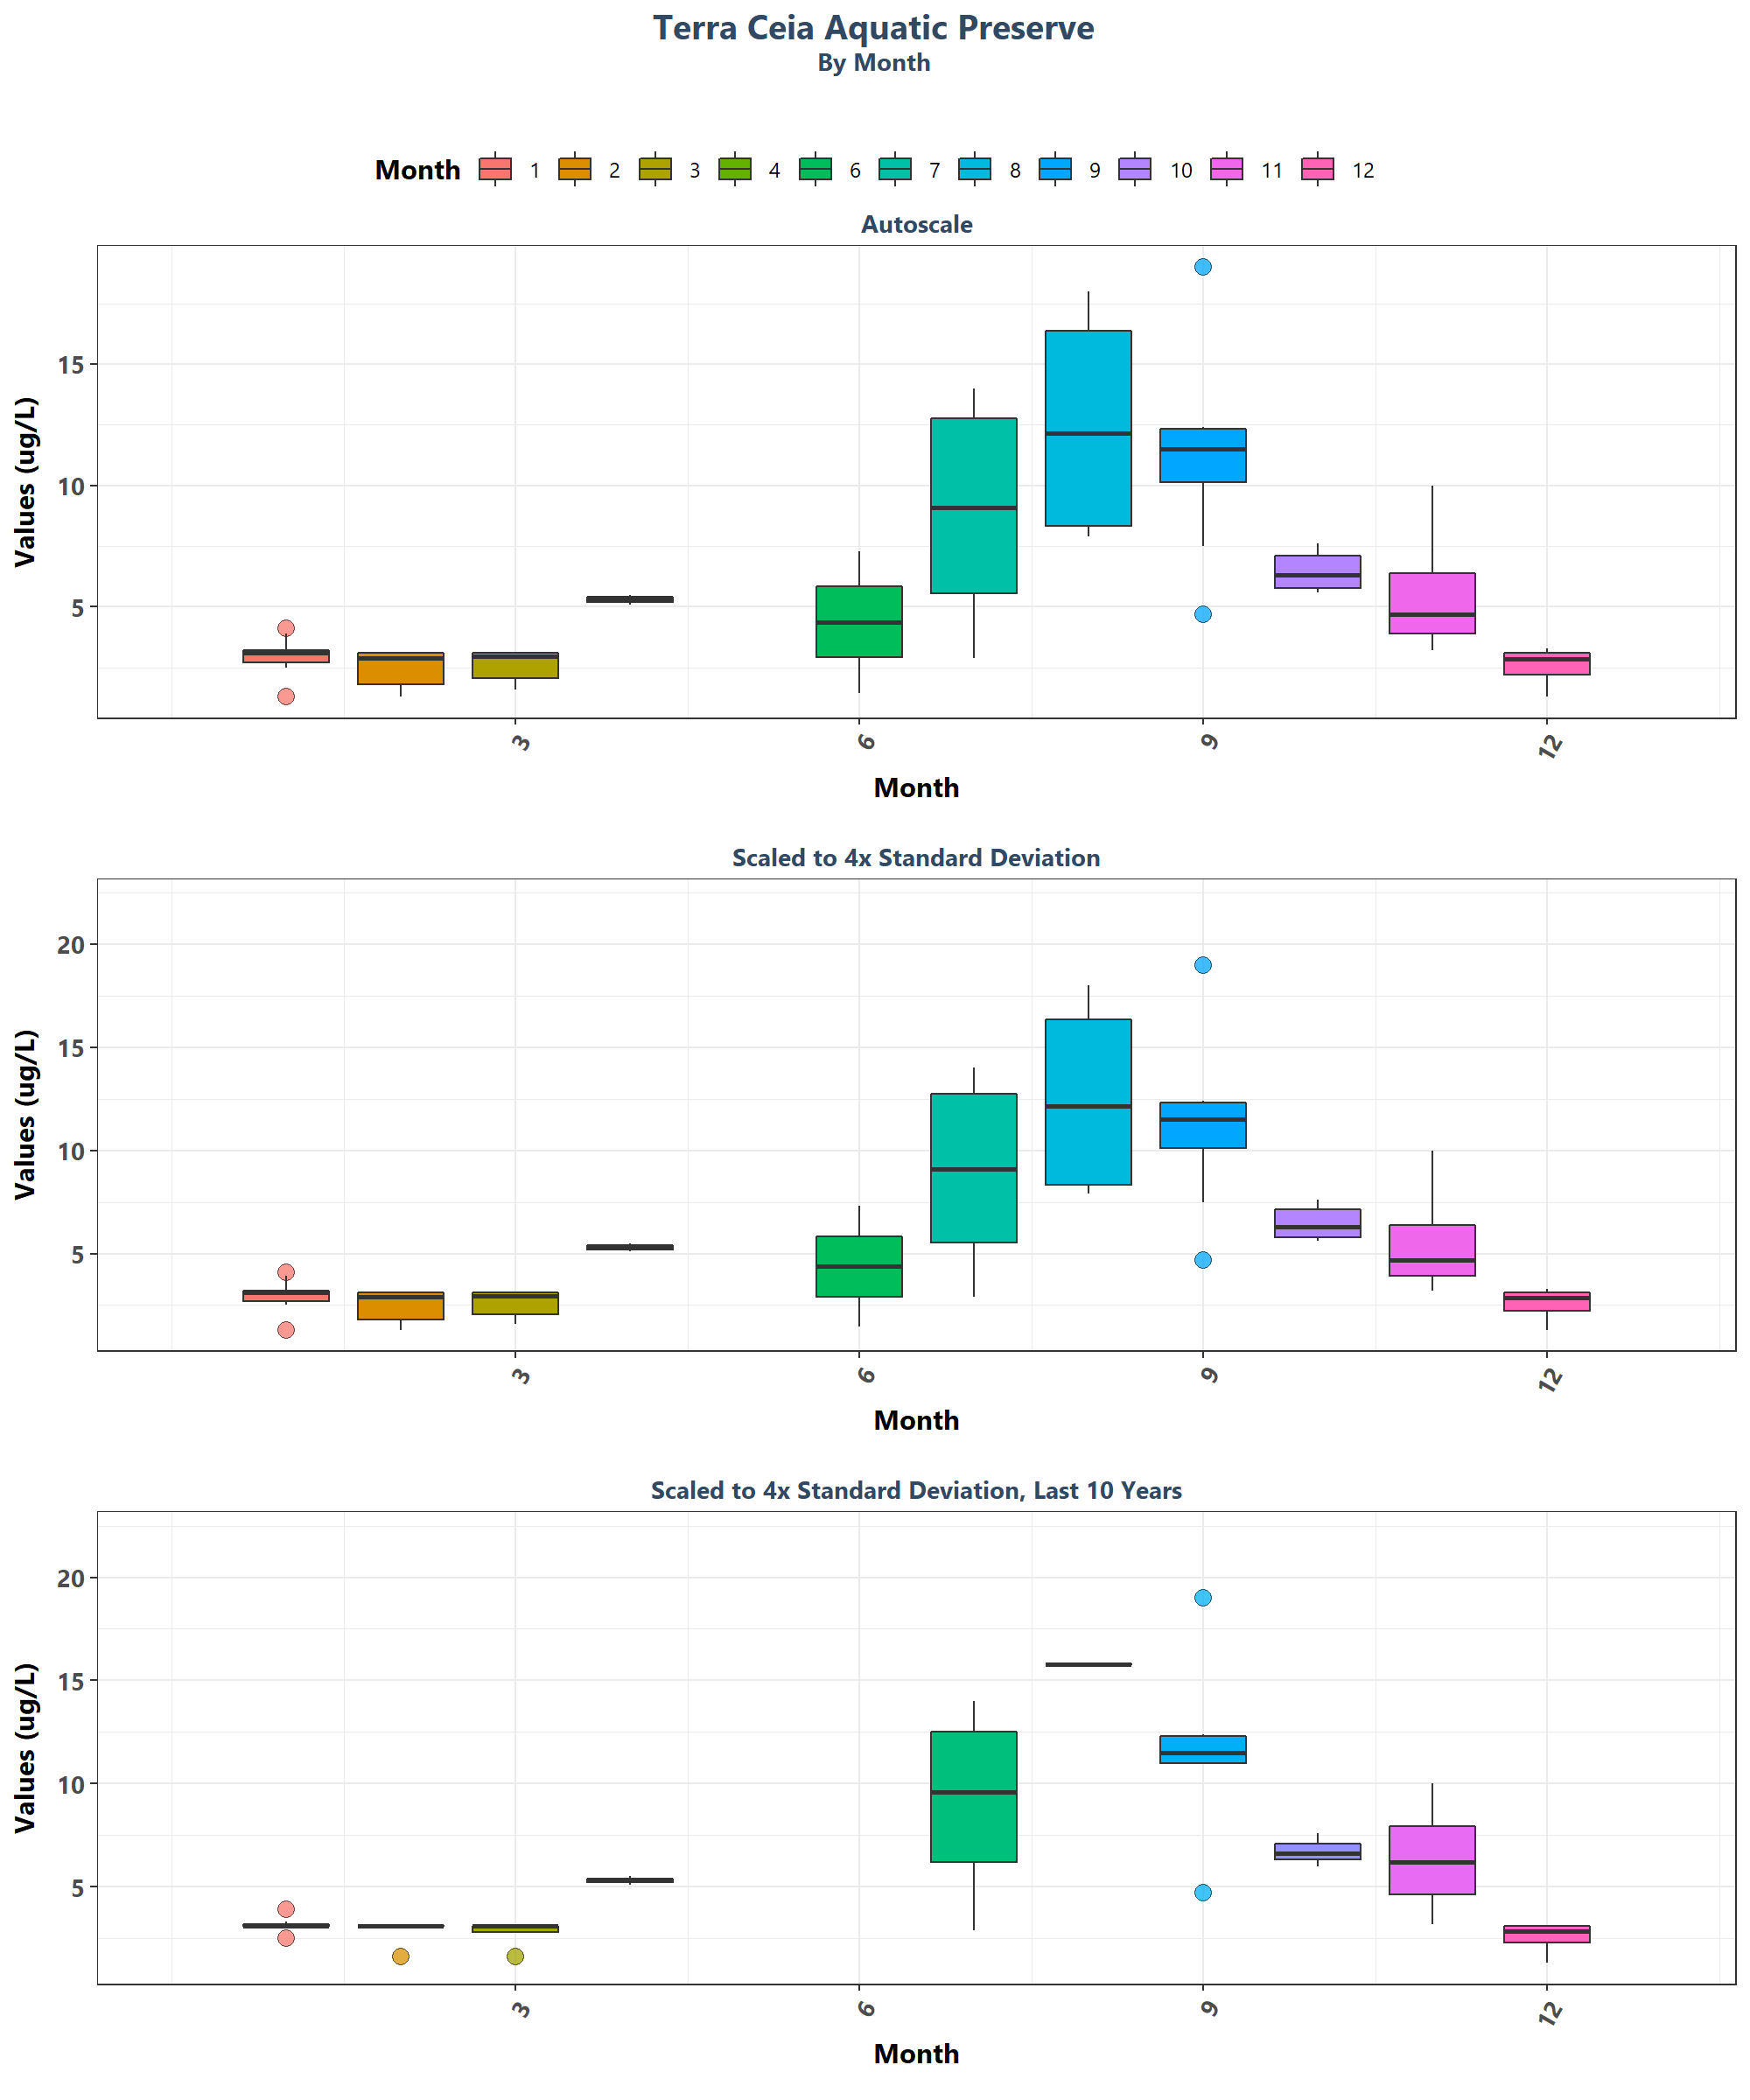 Terra Ceia Aquatic Preserve
By Month
Month 1 2 3 4 6 7 8 9 10 11 12
Autoscale
Values (ug/L)
15
10
5
3 6 9 12
Month
Scaled to 4x Standard Deviation
Values (ug/L)
20
15
10
5
3 6 9 12
Month
Scaled to 4x Standard Deviation, Last 10 Years
Values (ug/L)
20
15
10
5
3 6 9 12
Month